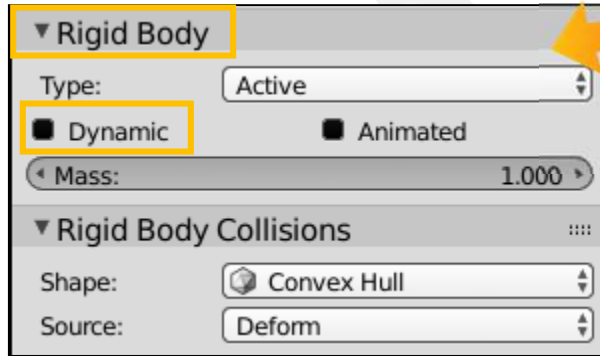 Rigid Body
Type: Active
Dynamic Animated
Mass: 1.000
Rigid Body Collisions
Shape: Convex Hull
Source: Deform